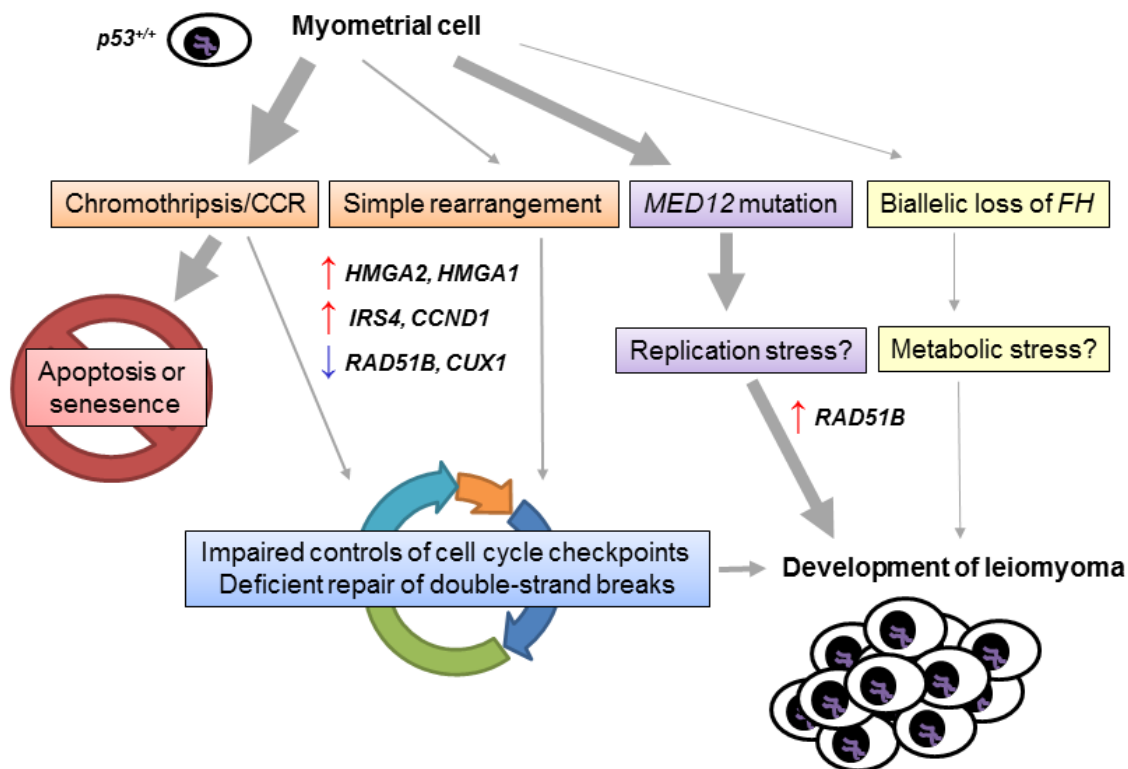 p53+/+
Myometrial cell
Chromothripsis/CCR
Simple rearrangement
MED12 mutation
Biallelic loss of FH
↑ HMGA2, HMGA1
↑ IRS4, CCND1
↓ RAD51B, CUX1
Replication stress?
Metabolic stress?
Apoptosis or
senesence
↑ RAD51B
Impaired controls of cell cycle checkpoints
Deficient repair of double-strand breaks
Development of leiomyoma